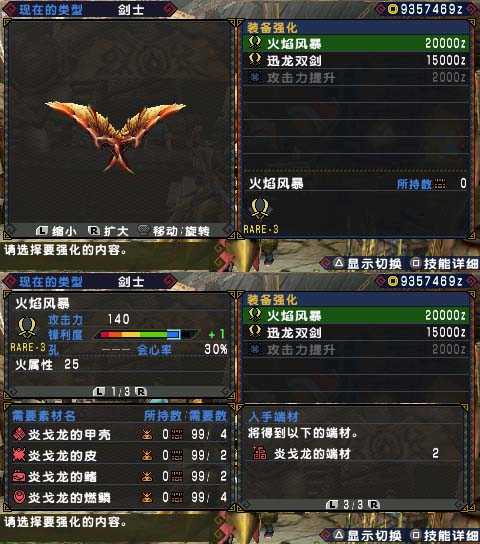 现在的类型 剑士
9357469z
装备强化
火焰风暴 20000z
迅龙双剑 15000z
攻击力提升 2000z
火焰风暴 所持数 0
RARE-3
L 缩小 R 扩大 移动/旋转
请选择要强化的内容。
△显示切换 □技能详细
现在的类型 剑士
9357469z
火焰风暴
攻击力 140
锋利度 +1
RARE-3 孔 --- 会心率 30%
火属性 25
L 1/3 R
装备强化
火焰风暴 20000z
迅龙双剑 15000z
攻击力提升 2000z
需要素材名 所持数/需要数
炎戈龙的甲壳 0 99/ 4
炎戈龙的皮 0 99/ 2
炎戈龙的鳍 0 99/ 2
炎戈龙的燃鳞 0 99/ 4
入手端材
将得到以下的端材。
炎戈龙的端材 2
L 3/3 R
请选择要强化的内容。
△显示切换 □技能详细